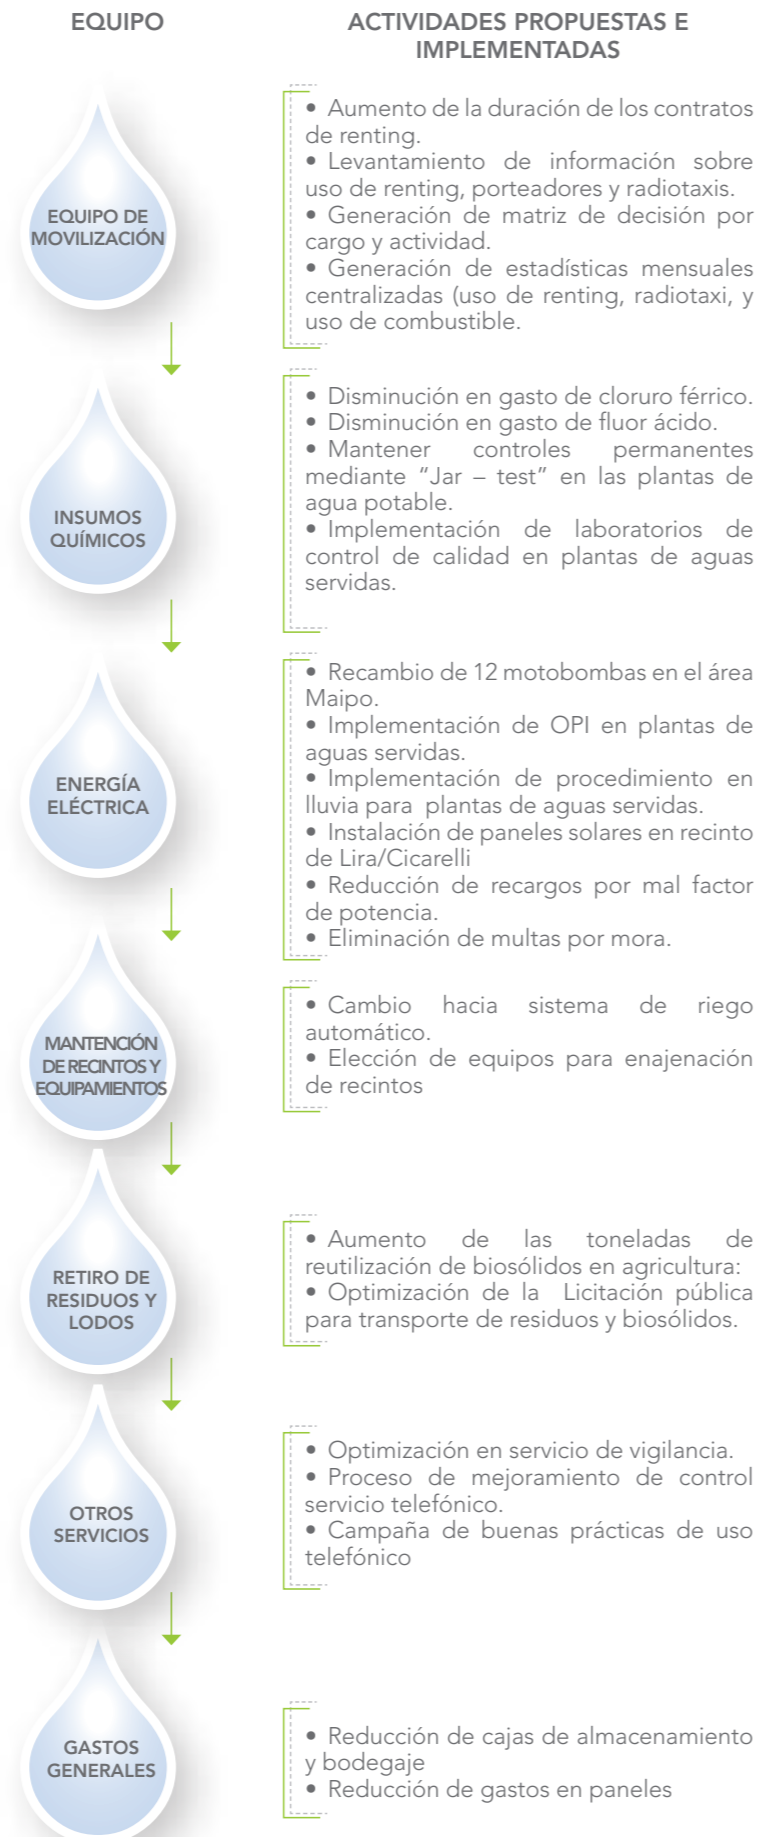 EQUIPO
ACTIVIDADES PROPUESTAS E
IMPLEMENTADAS
EQUIPO DE
MOVILIZACIÓN
• Aumento de la duración de los contratos
de renting.
• Levantamiento de información sobre
uso de renting, porteadores y radiotaxis.
• Generación de matriz de decisión por
cargo y actividad.
• Generación de estadísticas mensuales
centralizadas (uso de renting, radiotaxi, y
uso de combustible.
INSUMOS
QUÍMICOS
• Disminución en gasto de cloruro férrico.
• Disminución en gasto de fluor ácido.
• Mantener controles permanentes
mediante “Jar – test” en las plantas de
agua potable.
• Implementación de laboratorios de
control de calidad en plantas de aguas
servidas.
ENERGÍA
ELÉCTRICA
• Recambio de 12 motobombas en el área
Maipo.
• Implementación de OPI en plantas de
aguas servidas.
• Implementación de procedimiento en
lluvia para plantas de aguas servidas.
• Instalación de paneles solares en recinto
de Lira/Cicarelli
• Reducción de recargos por mal factor
de potencia.
• Eliminación de multas por mora.
MANTENCIÓN
DE RECINTOS Y
EQUIPAMIENTOS
• Cambio hacia sistema de riego
automático.
• Elección de equipos para enajenación
de recintos
RETIRO DE
RESIDUOS Y
LODOS
• Aumento de las toneladas de
reutilización de biosólidos en agricultura:
• Optimización de la Licitación pública
para transporte de residuos y biosólidos.
OTROS
SERVICIOS
• Optimización en servicio de vigilancia.
• Proceso de mejoramiento de control
servicio telefónico.
• Campaña de buenas prácticas de uso
telefónico
GASTOS
GENERALES
• Reducción de cajas de almacenamiento
y bodegaje
• Reducción de gastos en paneles